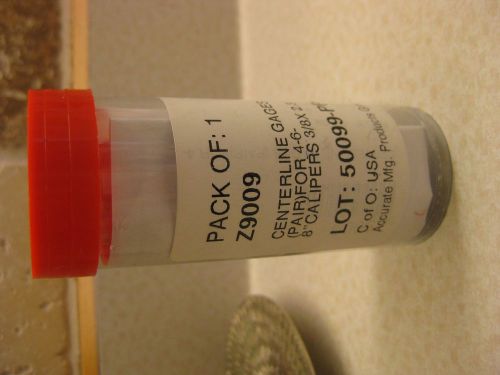 PACK OF: 1
Z9009
CENTERLINE GAGES
(PAIR)FOR 4-6-
8"CALIPERS 3/8X
LOT: 50099-
C of O: USA
Accurate Mfg. Products